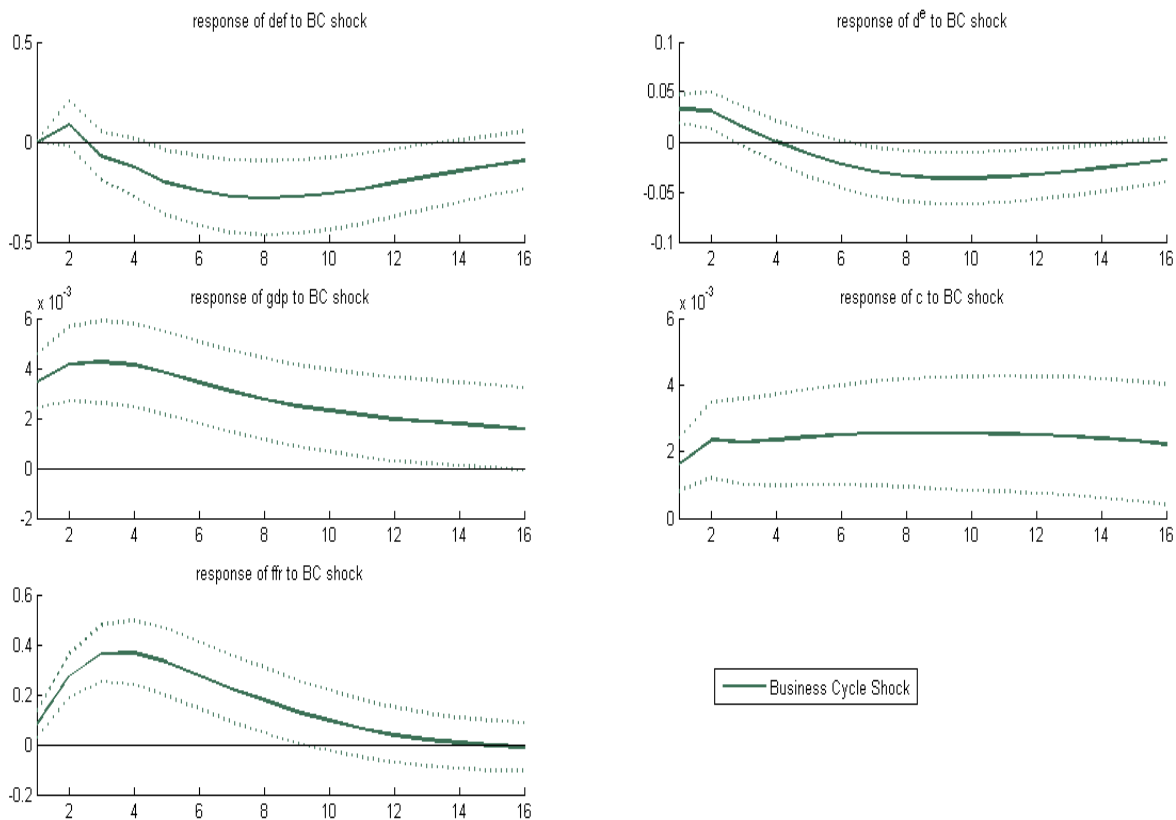 response of def to BC shock
0.5
0
-0.5
2 4 6 8 10 12 14 16
response of dᵉ to BC shock
0.1
0.05
0
-0.05
-0.1
2 4 6 8 10 12 14 16
x 10⁻³
response of gdp to BC shock
6
4
2
0
-2
2 4 6 8 10 12 14 16
x 10⁻³
response of c to BC shock
6
4
2
0
2 4 6 8 10 12 14 16
response of ffr to BC shock
0.6
0.4
0.2
0
-0.2
2 4 6 8 10 12 14 16
Business Cycle Shock